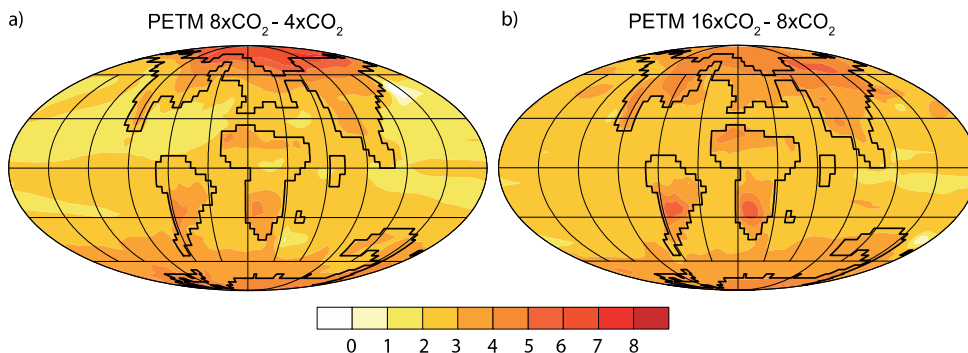 a) PETM 8xCO₂ - 4xCO₂
b) PETM 16xCO₂ - 8xCO₂
0 1 2 3 4 5 6 7 8